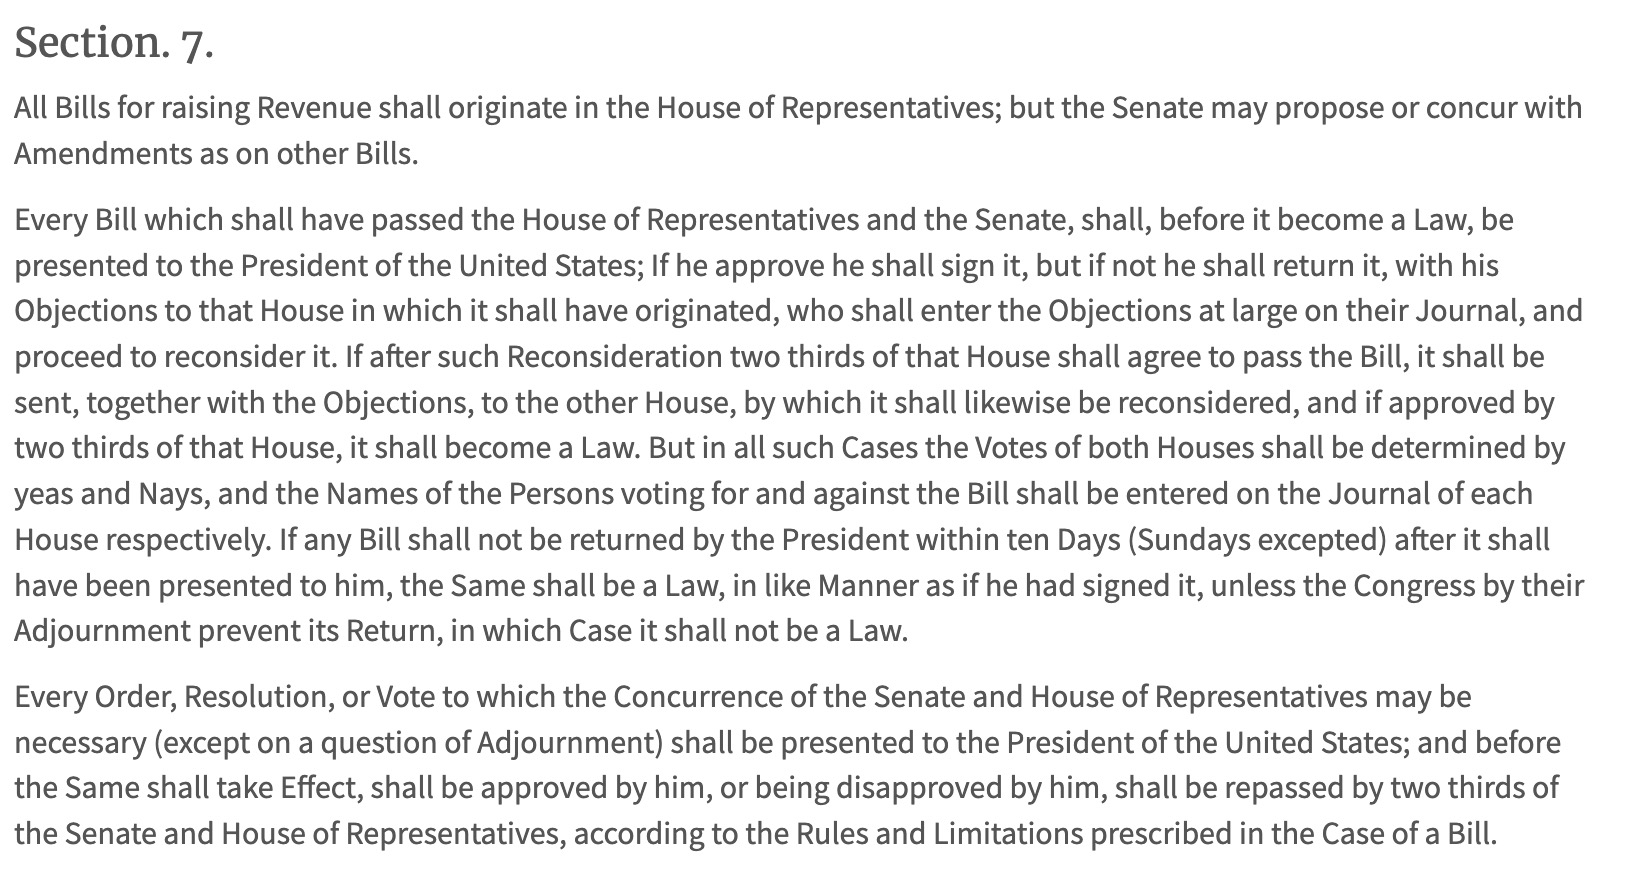 Section. 7.
All Bills for raising Revenue shall originate in the House of Representatives; but the Senate may propose or concur with
Amendments as on other Bills.
Every Bill which shall have passed the House of Representatives and the Senate, shall, before it become a Law, be
presented to the President of the United States; If he approve he shall sign it, but if not he shall return it, with his
Objections to that House in which it shall have originated, who shall enter the Objections at large on their Journal, and
proceed to reconsider it. If after such Reconsideration two thirds of that House shall agree to pass the Bill, it shall be
sent, together with the Objections, to the other House, by which it shall likewise be reconsidered, and if approved by
two thirds of that House, it shall become a Law. But in all such Cases the Votes of both Houses shall be determined by
yeas and Nays, and the Names of the Persons voting for and against the Bill shall be entered on the Journal of each
House respectively. If any Bill shall not be returned by the President within ten Days (Sundays excepted) after it shall
have been presented to him, the Same shall be a Law, in like Manner as if he had signed it, unless the Congress by their
Adjournment prevent its Return, in which Case it shall not be a Law.
Every Order, Resolution, or Vote to which the Concurrence of the Senate and House of Representatives may be
necessary (except on a question of Adjournment) shall be presented to the President of the United States; and before
the Same shall take Effect, shall be approved by him, or being disapproved by him, shall be repassed by two thirds of
the Senate and House of Representatives, according to the Rules and Limitations prescribed in the Case of a Bill.